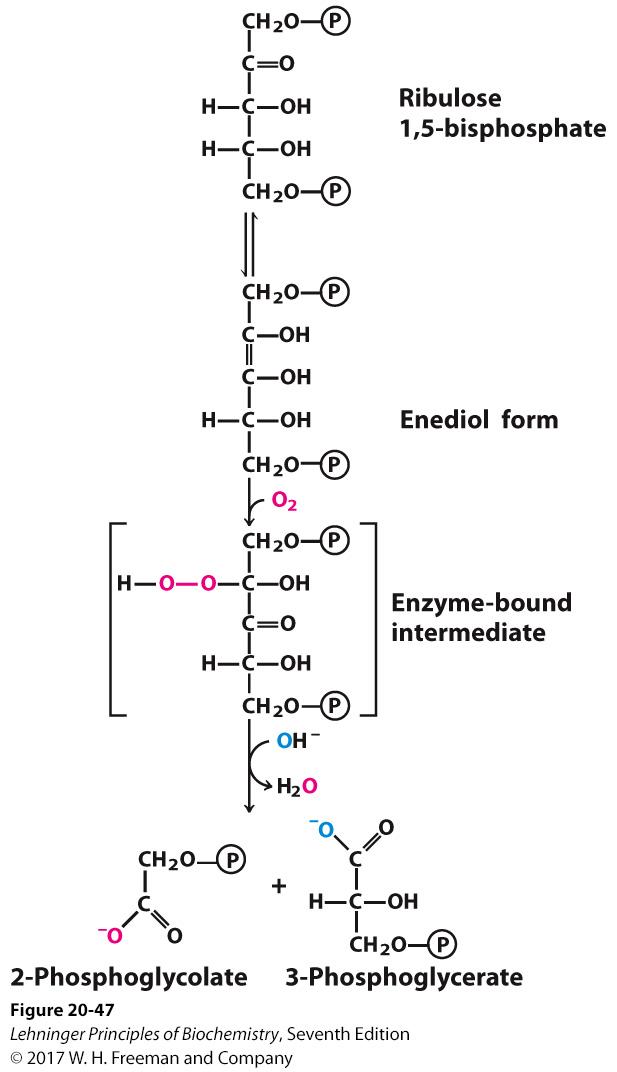 CH₂O—P
C=O
H—C—OH
Ribulose
1,5-bisphosphate
H—C—OH
CH₂O—P
CH₂O—P
C—OH
C—OH
H—C—OH
Enediol form
CH₂O—P
O₂
CH₂O—P
H—O—O—C—OH
C=O
Enzyme-bound
intermediate
H—C—OH
CH₂O—P
OH⁻
H₂O
⁻O O
CH₂O—P
C
+
C
H—C—OH
⁻O O
CH₂O—P
2-Phosphoglycolate 3-Phosphoglycerate
Figure 20-47
Lehninger Principles of Biochemistry, Seventh Edition
© 2017 W. H. Freeman and Company